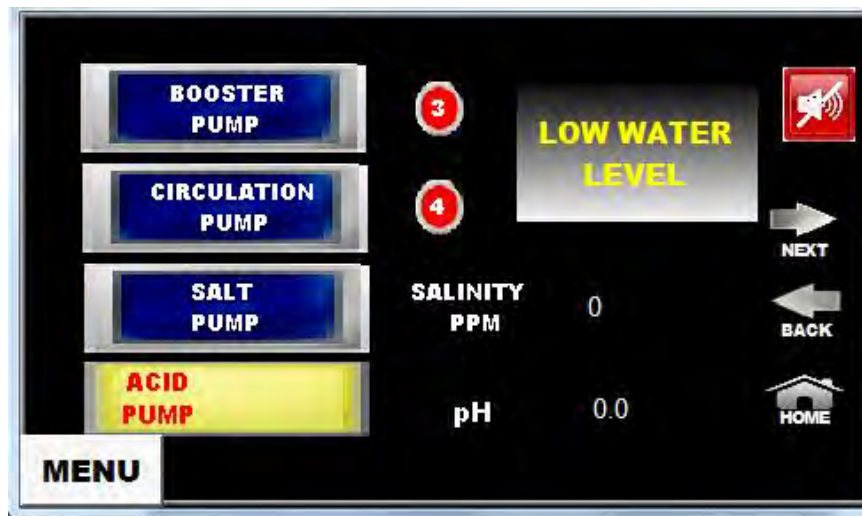 BOOSTER
PUMP
3
LOW WATER
LEVEL
CIRCULATION
PUMP
4
NEXT
SALT
PUMP
SALINITY
PPM
0
BACK
ACID
PUMP
pH
0.0
HOME
MENU